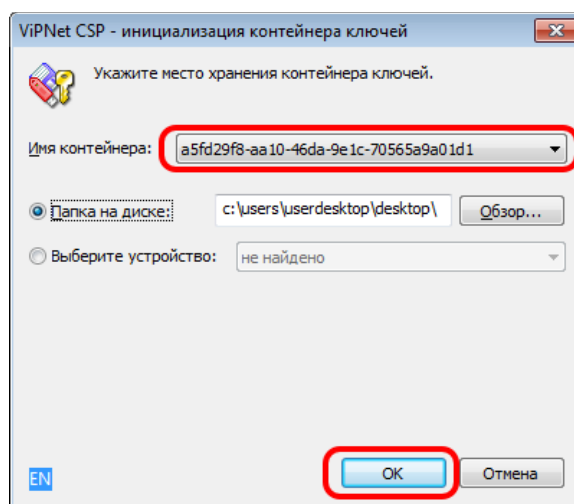 ViPNet CSP - инициализация контейнера ключей
Укажите место хранения контейнера ключей.
Имя контейнера: a5fd29f8-aa10-46da-9e1c-70565a9a01d1
Папка на диске: c:\users\userdesktop\desktop\ Обзор...
Выберите устройство: не найдено
EN OK Отмена